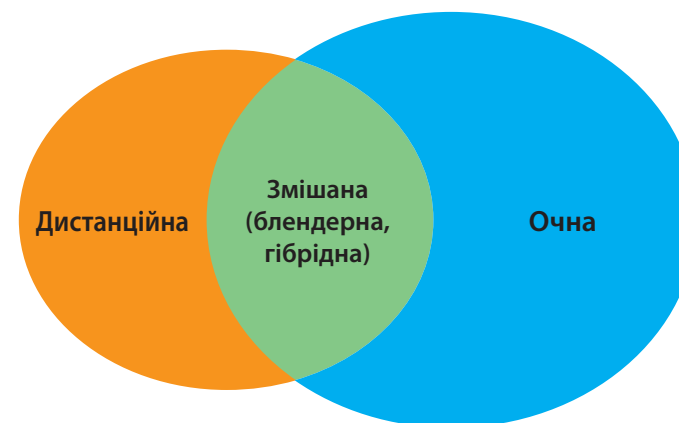 Дистанційна
Змішана
(блендерна,
гібрідна)
Очна